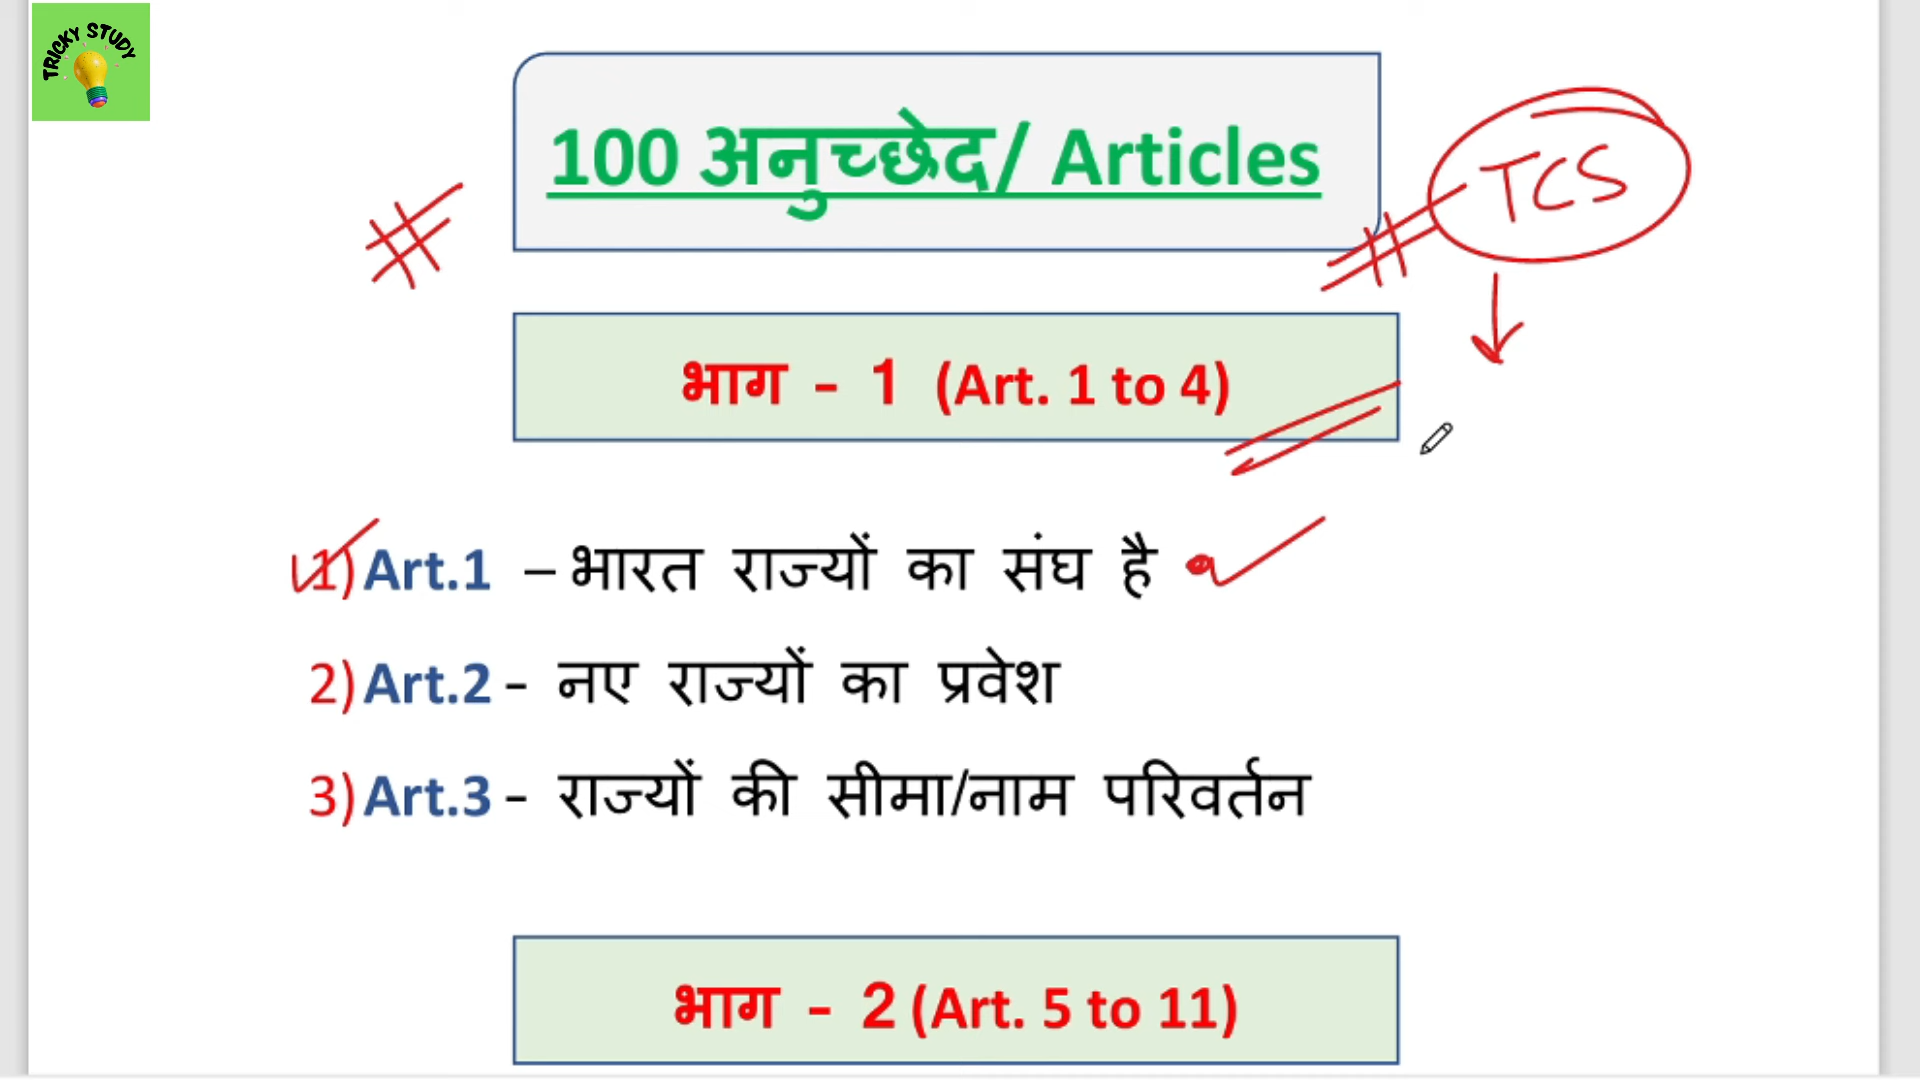 TRICKY STUDY
100 अनुच्छेद/ Articles
TCS
भाग - 1 (Art. 1 to 4)
1) Art.1 – भारत राज्यों का संघ है
2) Art.2 - नए राज्यों का प्रवेश
3) Art.3 - राज्यों की सीमा/नाम परिवर्तन
भाग - 2 (Art. 5 to 11)